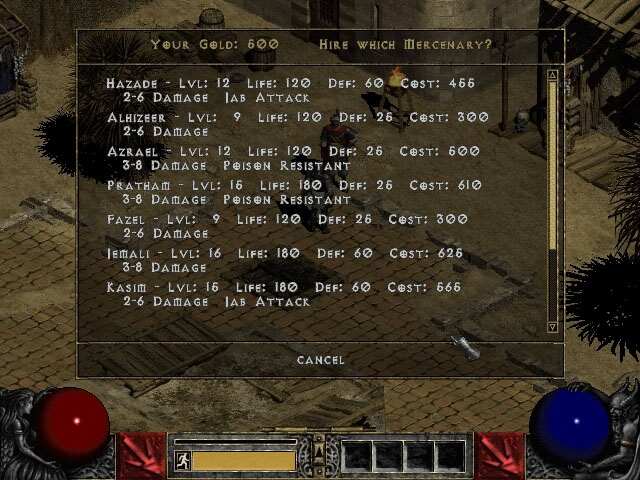 Your Gold: 500 Hire which Mercenary?
Hazade - Lvl: 12 Life: 120 Def: 60 Cost: 455
2-6 Damage Jab Attack
Alhizeer - Lvl: 9 Life: 120 Def: 25 Cost: 300
2-6 Damage
Azrael - Lvl: 12 Life: 120 Def: 25 Cost: 500
3-8 Damage Poison Resistant
Pratham - Lvl: 15 Life: 180 Def: 25 Cost: 610
3-8 Damage Poison Resistant
Fazel - Lvl: 9 Life: 120 Def: 25 Cost: 300
2-6 Damage
Jemali - Lvl: 16 Life: 180 Def: 60 Cost: 625
3-8 Damage
Kasim - Lvl: 15 Life: 180 Def: 60 Cost: 565
2-6 Damage Jab Attack
Cancel